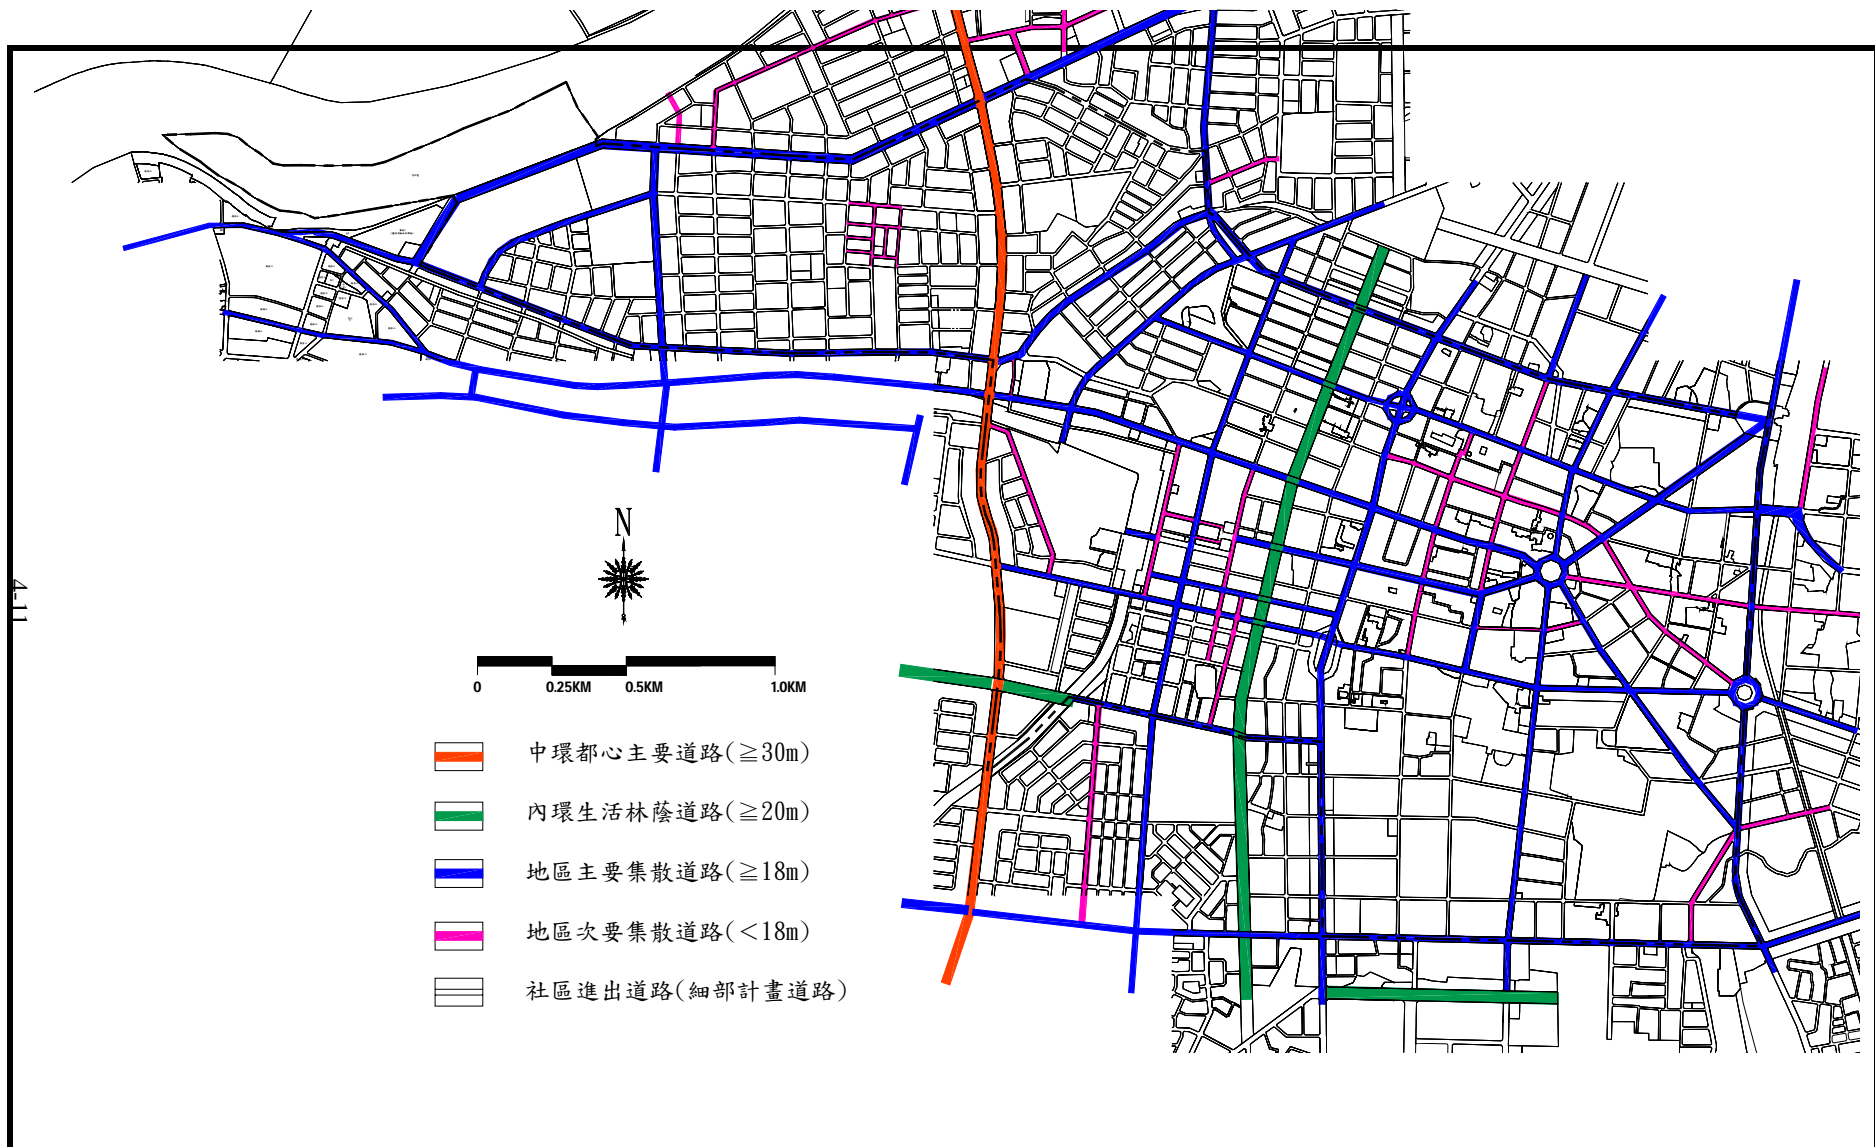 4-11
N
0
0.25KM
0.5KM
1.0KM
中環都心主要道路(≧30m)
內環生活林蔭道路(≧20m)
地區主要集散道路(≧18m)
地區次要集散道路(<18m)
社區進出道路(細部計畫道路)